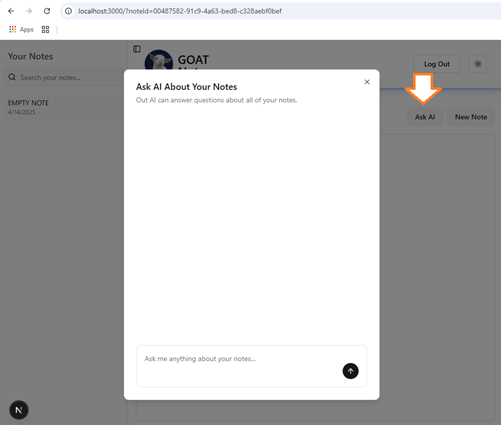 localhost:3000/?noteId=00487582-91c9-4a63-bed8-c328aebf0bef
Apps
Your Notes
GOAT
Log Out
Search your notes...
Ask AI About Your Notes
Out AI can answer questions about all of your notes.
EMPTY NOTE
4/14/2025
Ask AI
New Note
Ask me anything about your notes...
N